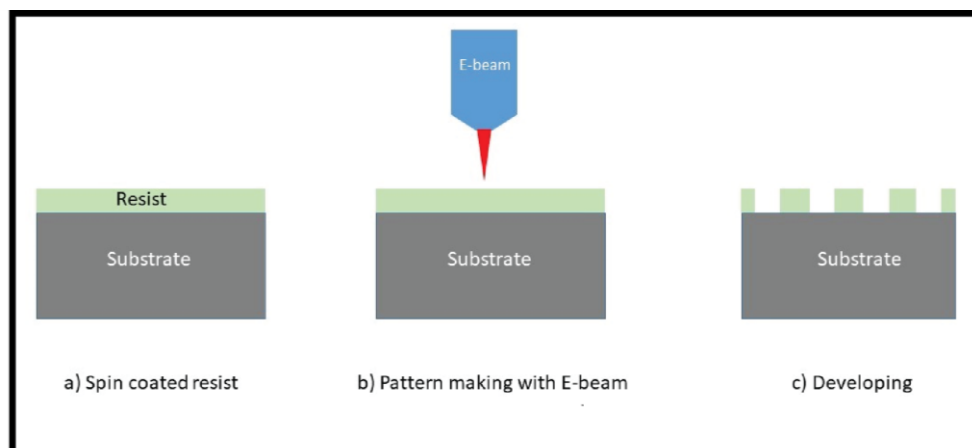 E-beam
Resist
Substrate
Substrate
Substrate
a) Spin coated resist
b) Pattern making with E-beam
c) Developing